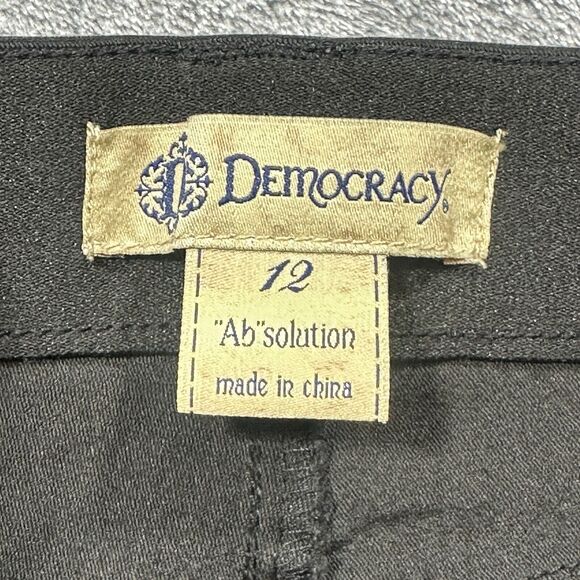 DEMOCRACY®
12
"Ab"solution
made in china